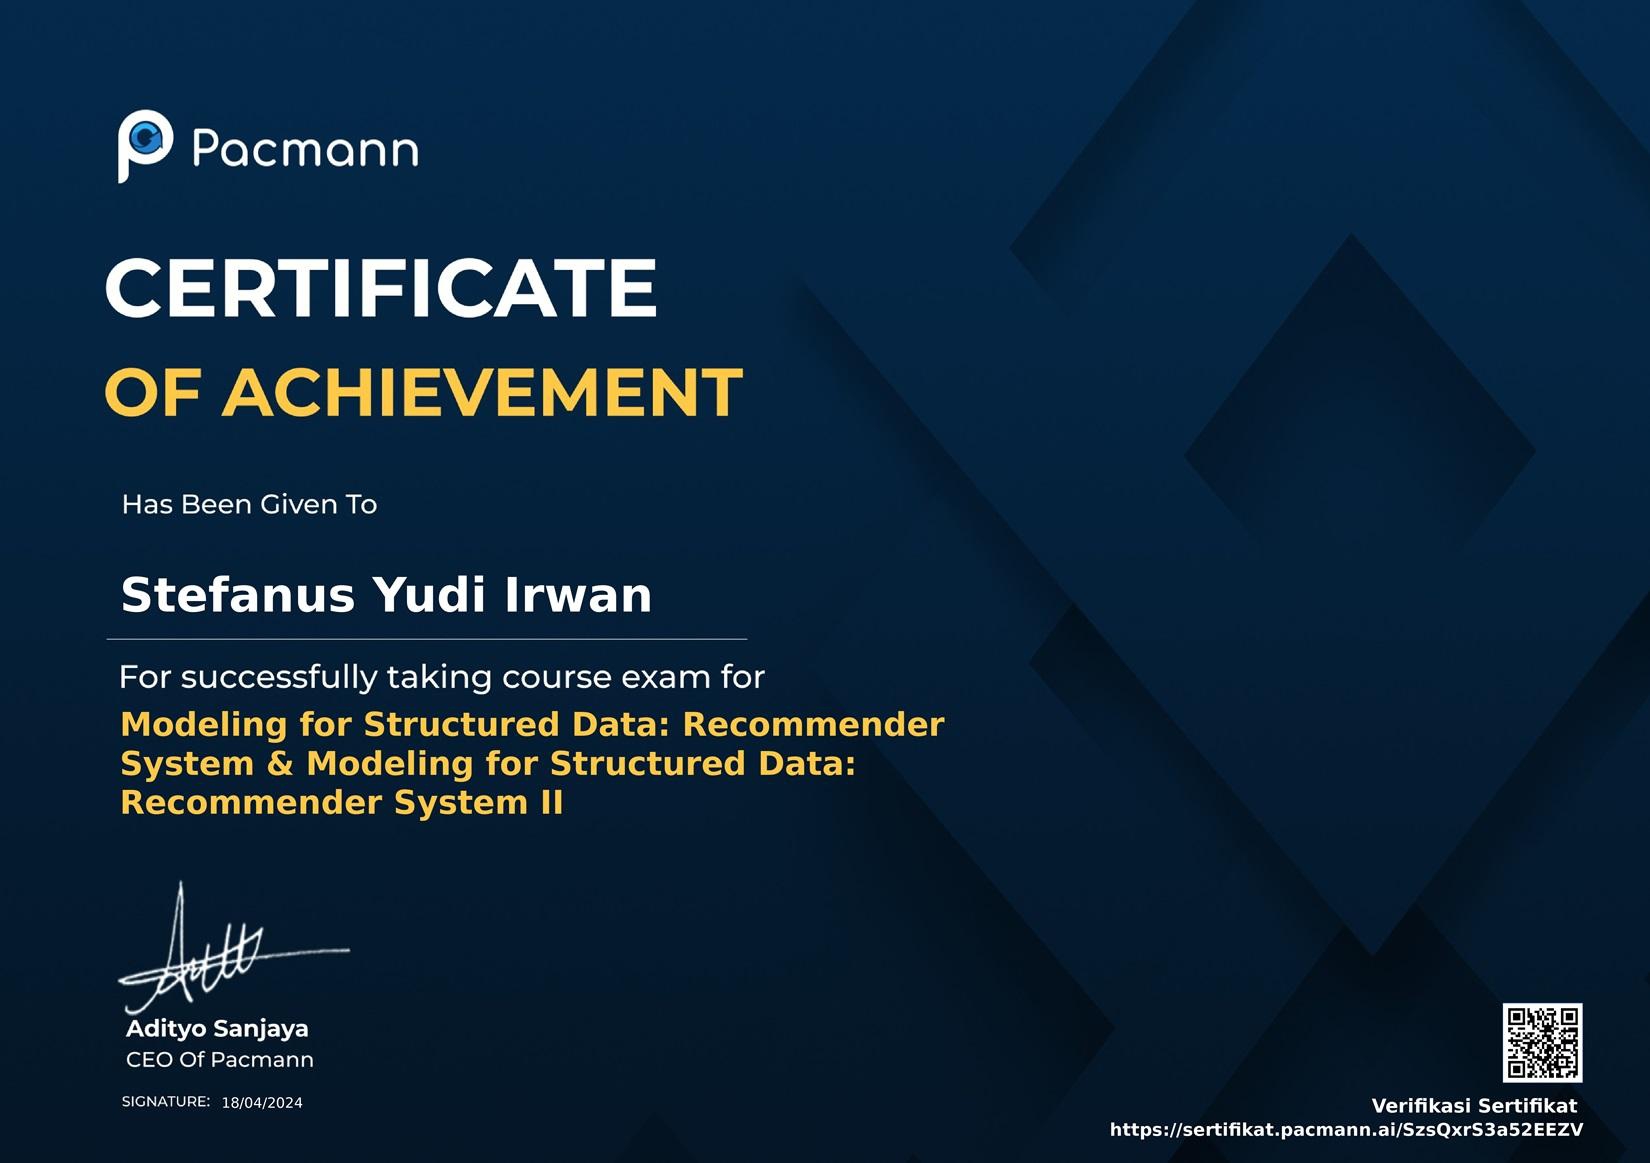 Pacmann
CERTIFICATE
OF ACHIEVEMENT
Has Been Given To
Stefanus Yudi Irwan
For successfully taking course exam for
Modeling for Structured Data: Recommender
System & Modeling for Structured Data:
Recommender System II
Adityo Sanjaya
CEO Of Pacmann
SIGNATURE: 18/04/2024
Verifikasi Sertifikat
https://sertifikat.pacmann.ai/SzsQxrS3a52EEZV